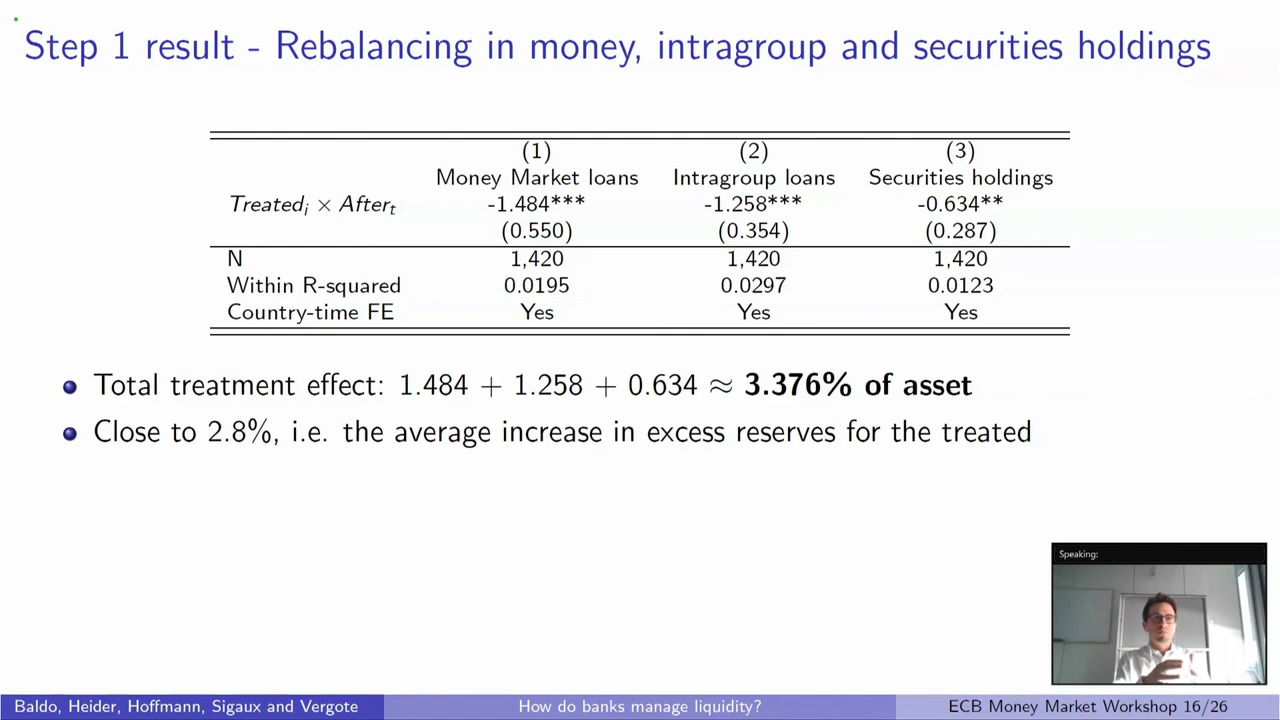 Step 1 result - Rebalancing in money, intragroup and securities holdings
(1) (2) (3)
Money Market loans Intragroup loans Securities holdings
Treatedᵢ × Afterₜ -1.484*** -1.258*** -0.634**
(0.550) (0.354) (0.287)
N 1,420 1,420 1,420
Within R-squared 0.0195 0.0297 0.0123
Country-time FE Yes Yes Yes
Total treatment effect: 1.484 + 1.258 + 0.634 ≈ 3.376% of asset
Close to 2.8%, i.e. the average increase in excess reserves for the treated
Speaking:
Baldo, Heider, Hoffmann, Sigaux and Vergote How do banks manage liquidity? ECB Money Market Workshop 16/26